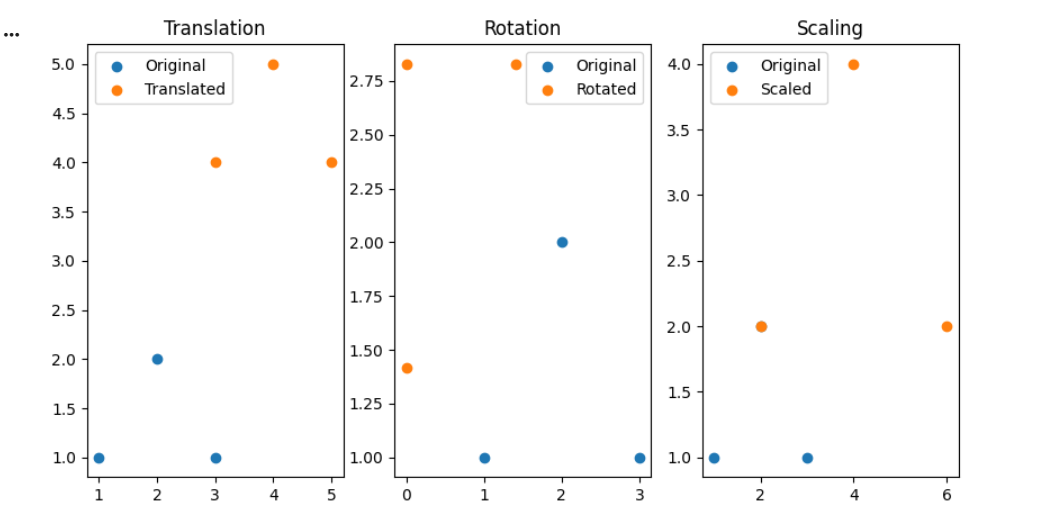 ...
Translation
Original
Translated
5.0
4.5
4.0
3.5
3.0
2.5
2.0
1.5
1.0
1 2 3 4 5
Rotation
Original
Rotated
2.75
2.50
2.25
2.00
1.75
1.50
1.25
1.00
0 1 2 3
Scaling
Original
Scaled
4.0
3.5
3.0
2.5
2.0
1.5
1.0
2 4 6